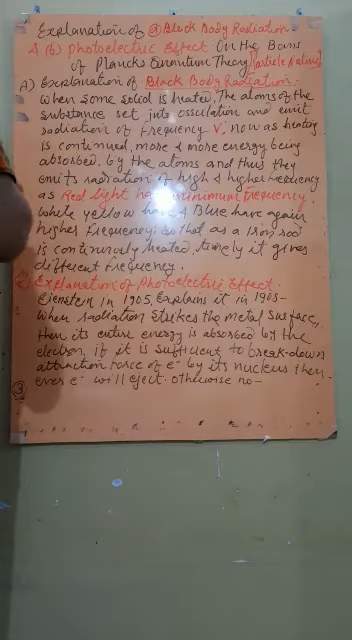 Explanation of @ Black Body Radiation
& (b) Photoelectric Effect On the Basis
of Plancks Quantum Theory [Particle Nature]
A) Explanation of Black Body Radiation-
When some Solid is heated, The atoms of the
substance set into oscillation and emit
radiation of frequency V, now as heating
is continued, more & more energy being
absorbed, by the atoms and thus they
emits radiation of high & higher frequency
as Red light has minimum frequency
while yellow have & Blue have again
higher frequency, so that as a Iron rod
is continuously heated, it gives
different frequency.
Explanation of Photoelectric Effect-
Eienstein in 1905, Explains it in 1905-
When radiation strikes the metal surface,
then its entire energy is absorbed by the
electron, if it is sufficient to break-down
attraction force of e- by its nucleus then
e- will eject. otherwise no-
③